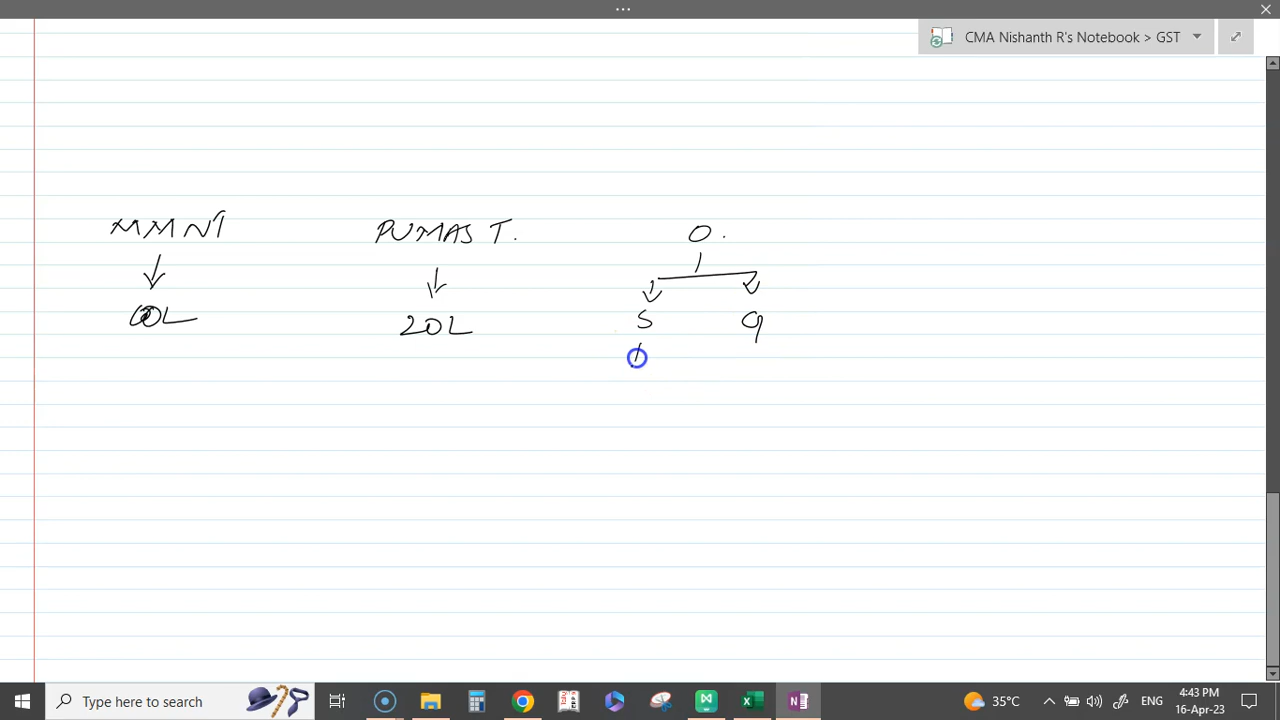 ...
CMA Nishanth R's Notebook > GST
MMNT PUMAS T. O.
20L S G
Type here to search
35°C ENG 4:43 PM
16-Apr-23